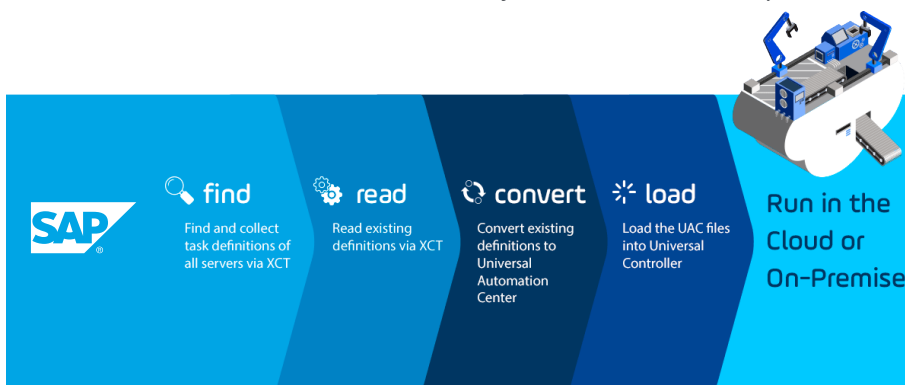 SAP
®
find
Find and collect
task definitions of
all servers via XCT
read
Read existing
definitions via XCT
convert
Convert existing
definitions to
Universal
Automation
Center
load
Load the UAC files
into Universal
Controller
Run in the
Cloud or
On-Premise